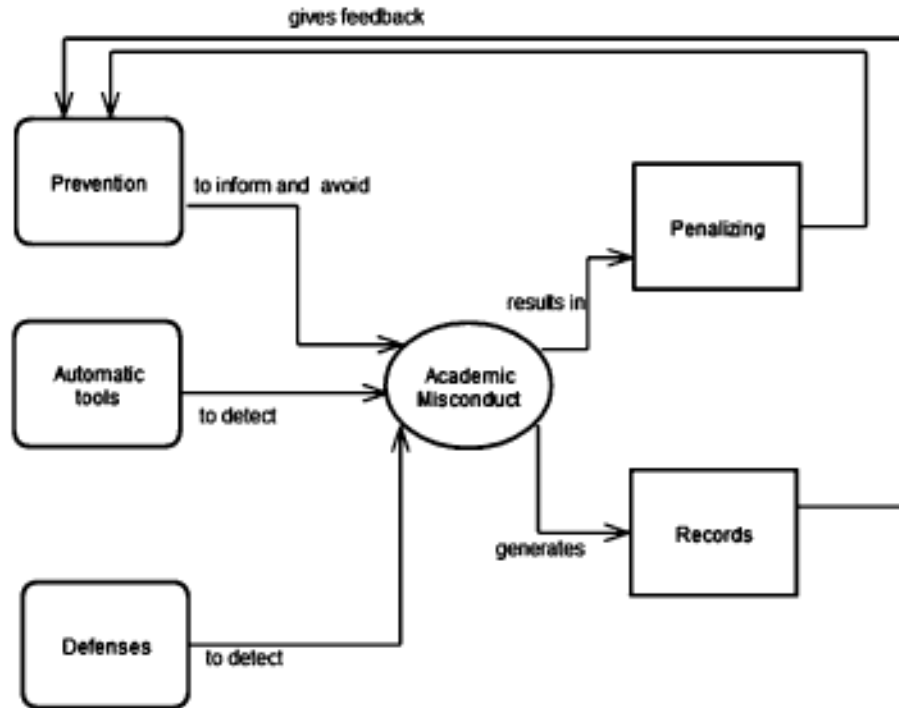 gives feedback
Prevention
to inform and avoid
Penalizing
results in
Automatic
tools
to detect
Academic
Misconduct
generates
Records
Defenses
to detect